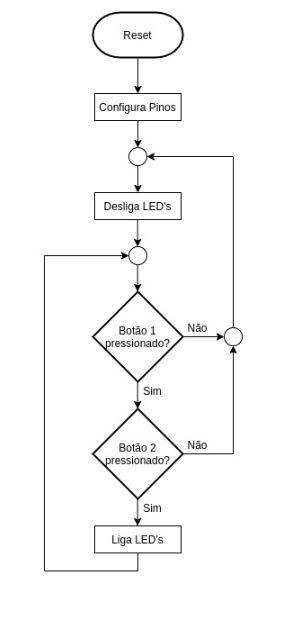 Reset
Configura Pinos
Desliga LED's
Botão 1
pressionado?
Não
Sim
Botão 2
pressionado?
Não
Sim
Liga LED's